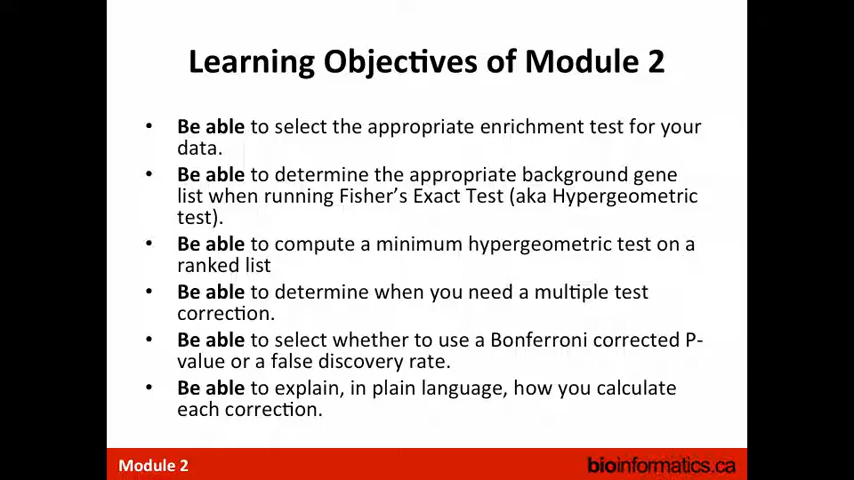 Learning Objectives of Module 2
• Be able to select the appropriate enrichment test for your
data.
• Be able to determine the appropriate background gene
list when running Fisher's Exact Test (aka Hypergeometric
test).
• Be able to compute a minimum hypergeometric test on a
ranked list
• Be able to determine when you need a multiple test
correction.
• Be able to select whether to use a Bonferroni corrected P-
value or a false discovery rate.
• Be able to explain, in plain language, how you calculate
each correction.
Module 2
bioinformatics.ca